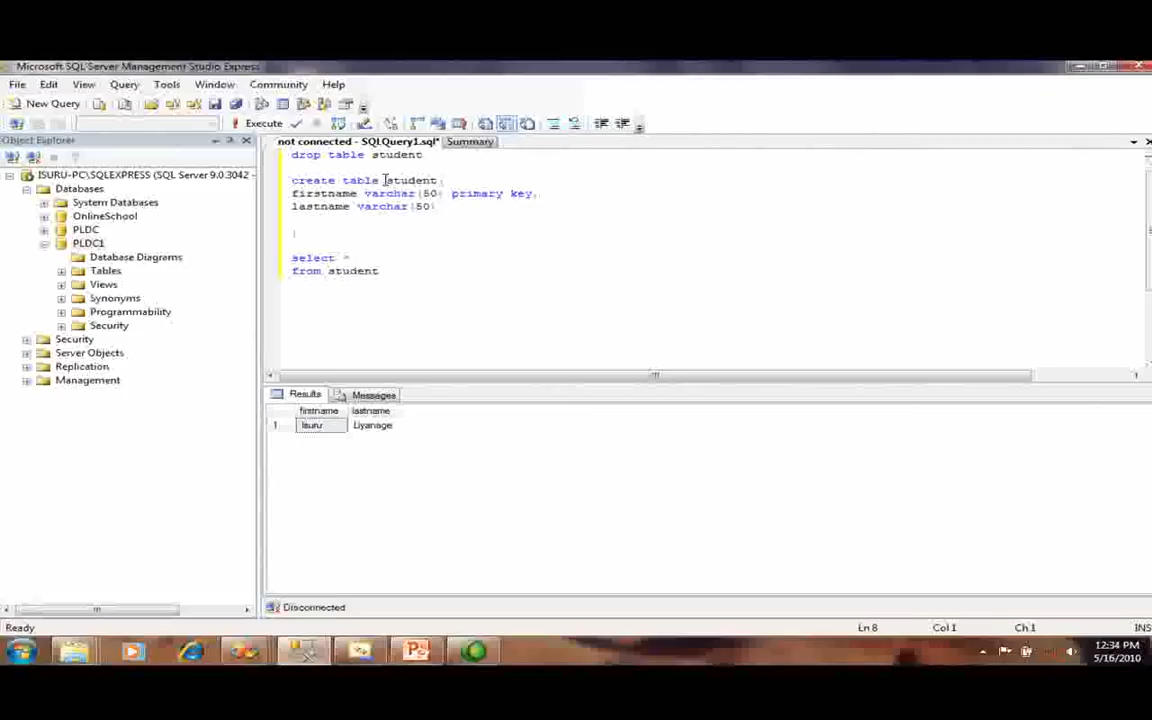 Microsoft SQL Server Management Studio Express
File Edit View Query Tools Window Community Help
New Query
Execute
Object Explorer
not connected - SQLQuery1.sql* Summary
ISURU-PC\SQLEXPRESS (SQL Server 9.0.3042
Databases
System Databases
OnlineSchool
PLDC
PLDC1
Database Diagrams
Tables
Views
Synonyms
Programmability
Security
Security
Server Objects
Replication
Management
drop table student
create table student(
firstname varchar(50) primary key,
lastname varchar(50)
)
select *
from student
Results Messages
firstname lastname
1 Isuru Liyanage
Disconnected
Ready Ln 8 Col 1 Ch 1 INS
12:34 PM
5/16/2010